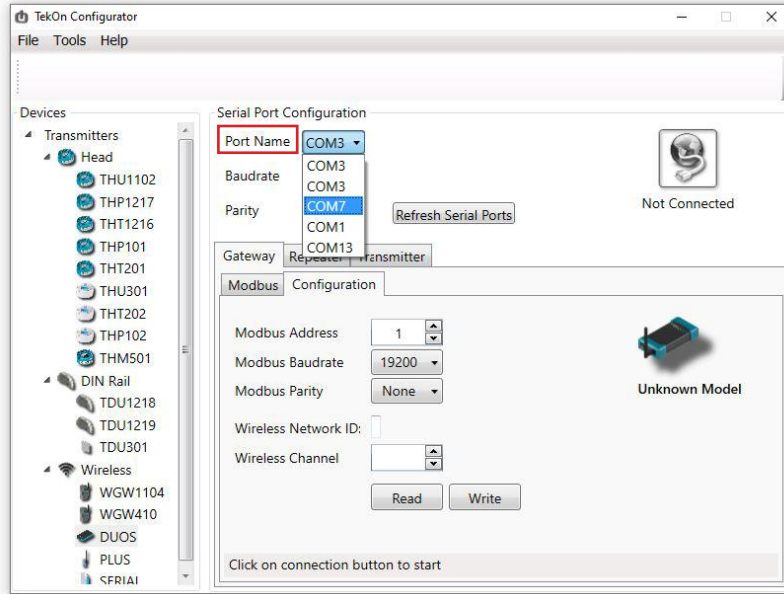 TekOn Configurator
File Tools Help
Devices
Transmitters
Head
THU1102
THP1217
THT1216
THP101
THT201
THU301
THT202
THP102
THM501
DIN Rail
TDU1218
TDU1219
TDU301
Wireless
WGW1104
WGW410
DUOS
PLUS
SERIAL
Serial Port Configuration
Port Name COM3
COM3
COM3
COM7
COM1
COM13
Baudrate
Parity
Refresh Serial Ports
Not Connected
Gateway Repeater Transmitter
Modbus Configuration
Modbus Address 1
Modbus Baudrate 19200
Modbus Parity None
Wireless Network ID:
Wireless Channel
Read Write
Unknown Model
Click on connection button to start